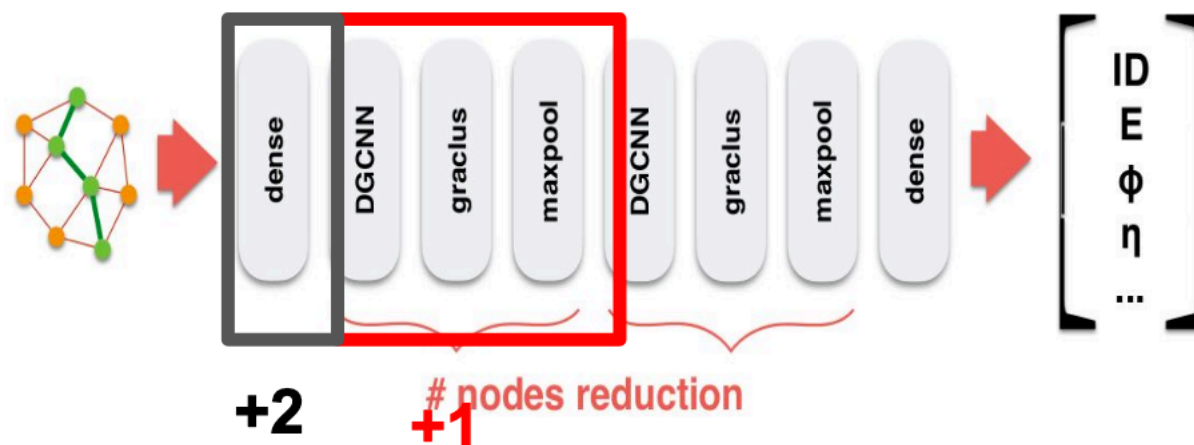 dense
DGCNN
graclus
maxpool
DGCNN
graclus
maxpool
dense
ID
E
ϕ
η
...
# nodes reduction
+2
+1